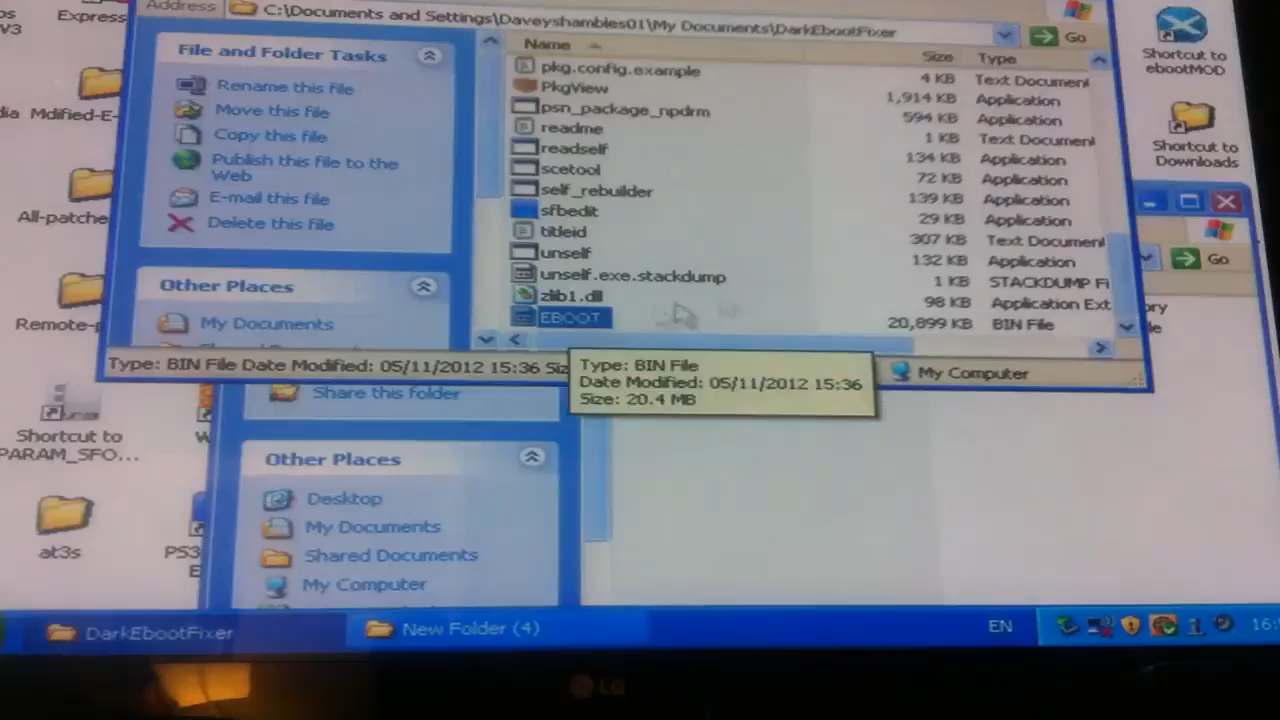 Address C:\Documents and Settings\Daveyshambles01\My Documents\DarkEbootFixer Go
File and Folder Tasks
Rename this file
Move this file
Copy this file
Publish this file to the
Web
E-mail this file
Delete this file
Other Places
My Documents
Name Size Type
pkg.config.example 4 KB Text Document
PkgView 1,914 KB Application
psn_package_npdrm 594 KB Application
readme 1 KB Text Document
readself 134 KB Application
scetool 72 KB Application
self_rebuilder 139 KB Application
sfbedit 29 KB Application
titleid 307 KB Text Document
unself 132 KB Application
unself.exe.stackdump 1 KB STACKDUMP Fi
zlib1.dll 98 KB Application Ext
EBOOT 20,899 KB BIN File
Type: BIN File Date Modified: 05/11/2012 15:36 Siz
My Computer
Type: BIN File
Date Modified: 05/11/2012 15:36
Size: 20.4 MB
Share this folder
Other Places
Desktop
My Documents
Shared Documents
My Computer
Express
V3
dia Mdified-E-
All-patche
Remote-p
Shortcut to
PARAM_SFO...
at3s
PS3
E
Shortcut to
ebootMOD
Shortcut to
Downloads
Go
DarkEbootFixer
New Folder (4)
EN
LG